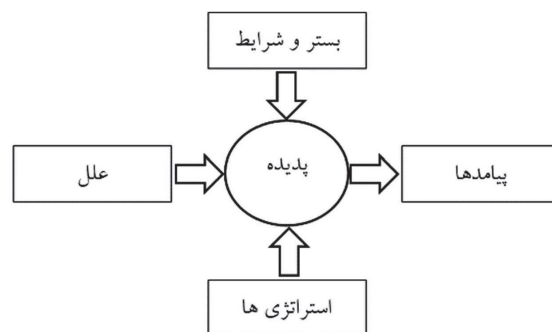 بستر و شرایط
پدیده
علل
پیامدها
استراتژی ها